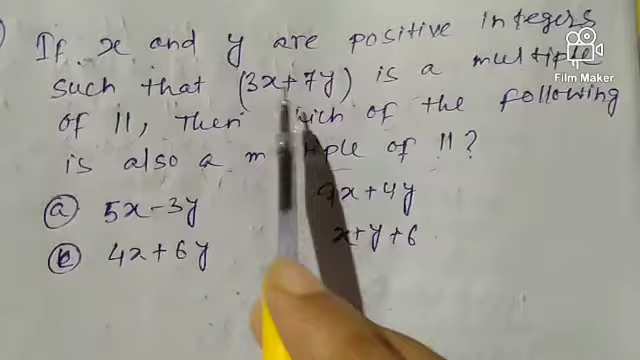 If x and y are positive integers
such that (3x+7y) is a multiple
of 11, then which of the following
is also a multiple of 11?
(a) 5x-3y 9x+4y
(c) 4x+6y x+y+6
Film Maker